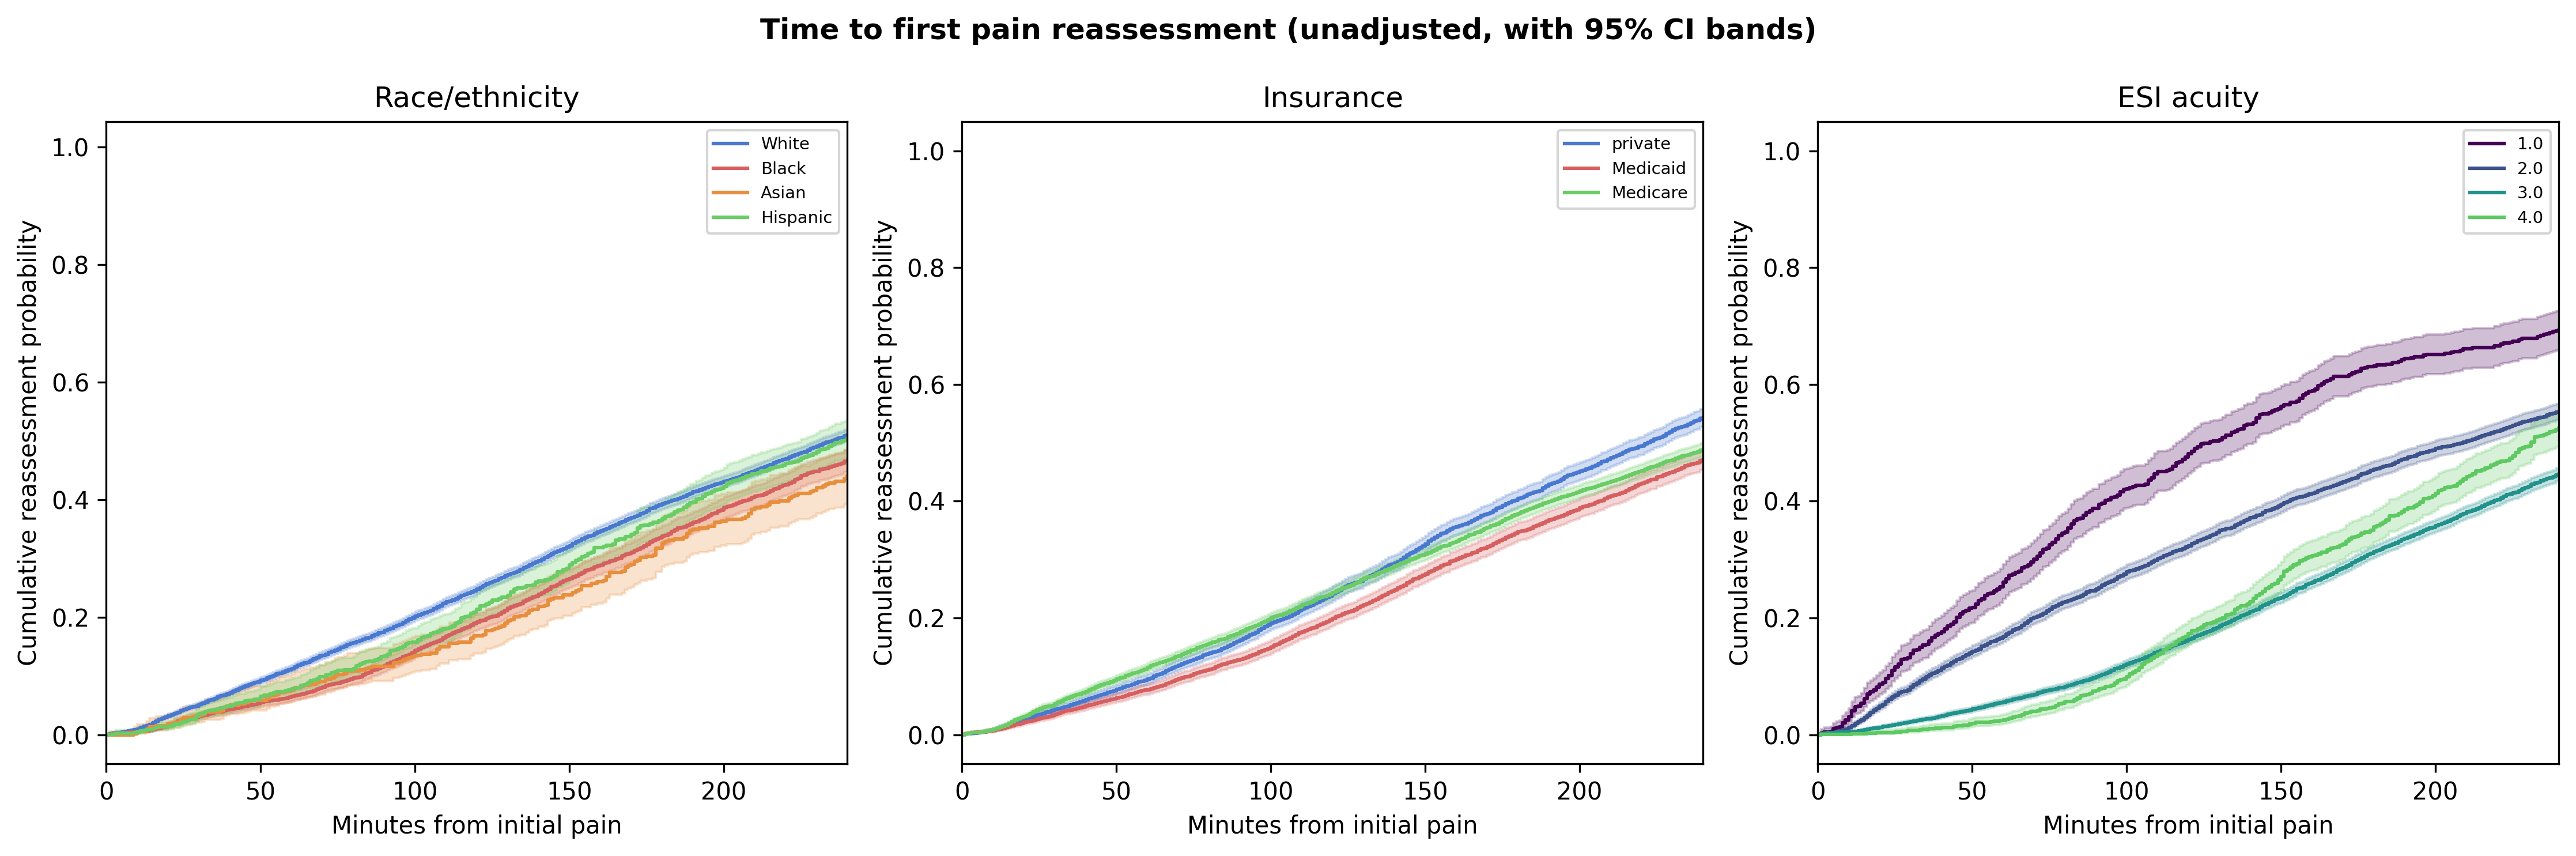 Time to first pain reassessment (unadjusted, with 95% CI bands)
Race/ethnicity
Cumulative reassessment probability
1.0
0.8
0.6
0.4
0.2
0.0
White
Black
Asian
Hispanic
0 50 100 150 200
Minutes from initial pain
Insurance
Cumulative reassessment probability
1.0
0.8
0.6
0.4
0.2
0.0
private
Medicaid
Medicare
0 50 100 150 200
Minutes from initial pain
ESI acuity
Cumulative reassessment probability
1.0
0.8
0.6
0.4
0.2
0.0
1.0
2.0
3.0
4.0
0 50 100 150 200
Minutes from initial pain